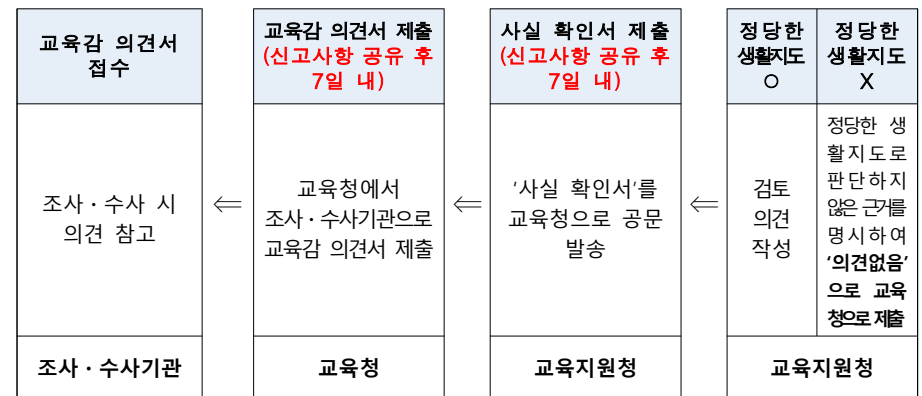 교육감 의견서
접수
조사・수사 시
의견 참고
조사・수사기관
⇐
교육감 의견서 제출
(신고사항 공유 후
7일 내)
교육청에서
조사・수사기관으로
교육감 의견서 제출
교육청
⇐
사실 확인서 제출
(신고사항 공유 후
7일 내)
'사실 확인서'를
교육청으로 공문
발송
교육지원청
⇐
정당한
생활지도
○
검토
의견
작성
정당한
생활지도
X
정당한 생
활지도로
판단하지
않은 근거를
명시하여
'의견없음'
으로 교육
청으로 제출
교육지원청